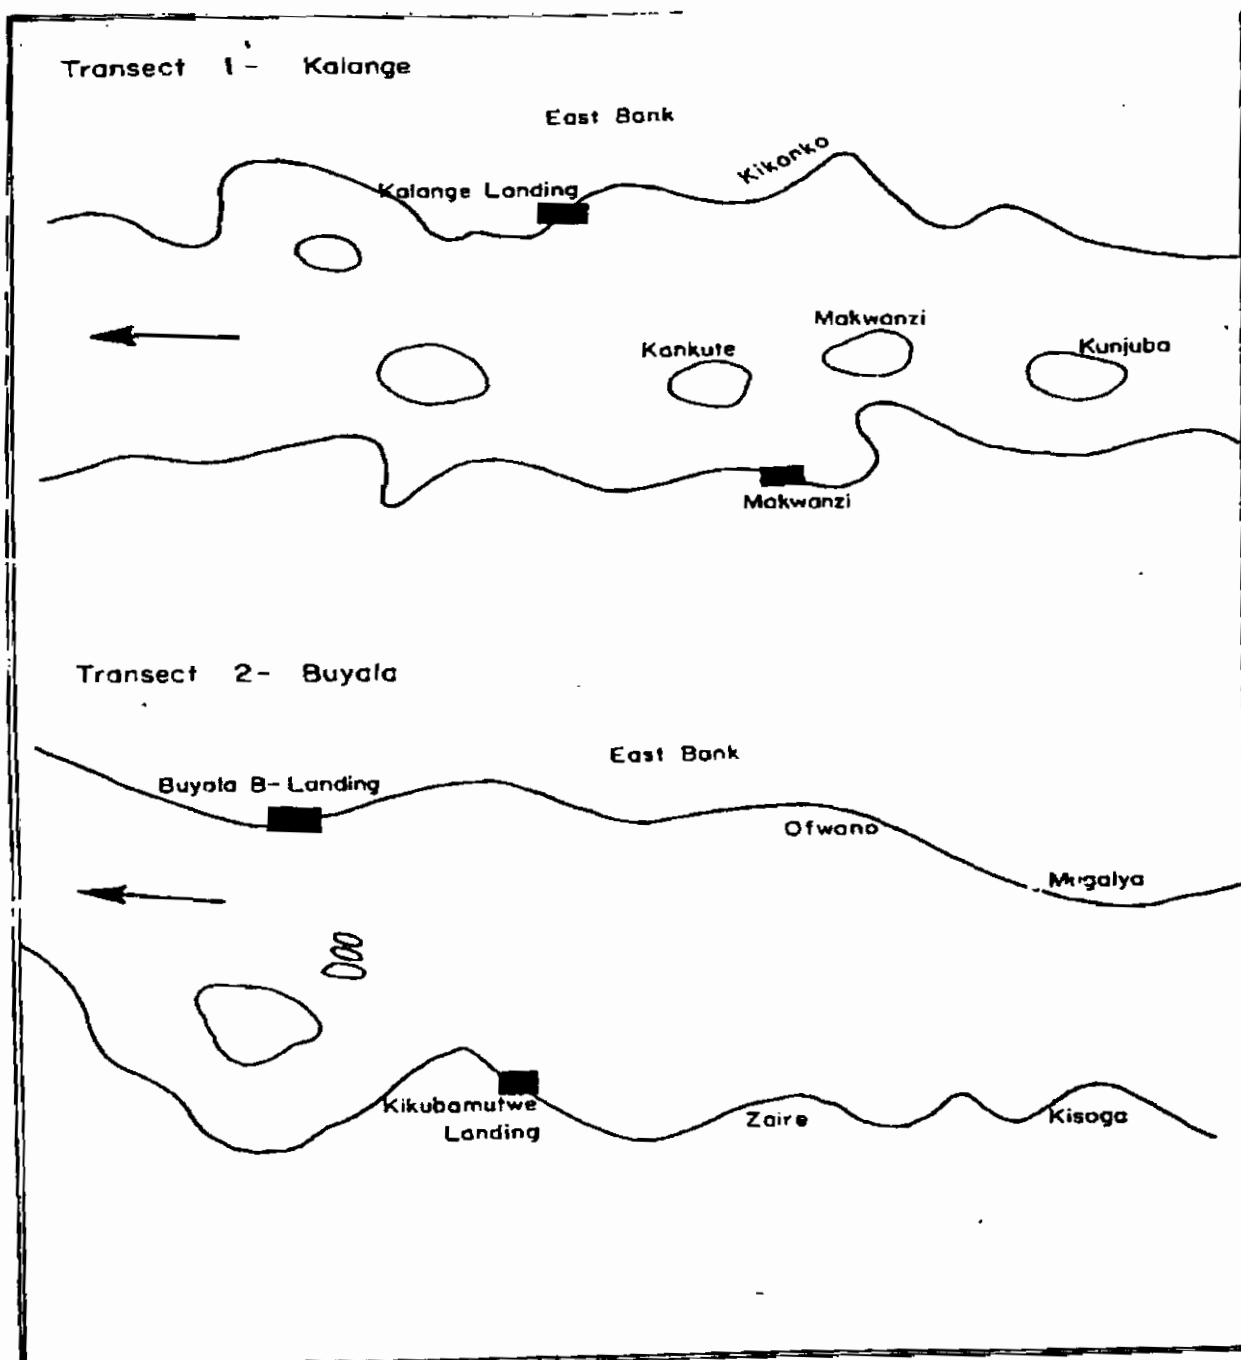 Transect 1 - Kalange
East Bank
Kikonko
Kalange Landing
Makwanzi
Kankute
Kunjuba
Makwanzi
Transect 2- Buyala
East Bank
Buyala B-Landing
Ofwano
Mugalya
Kikubamutwe
Landing
Zaire
Kisoga